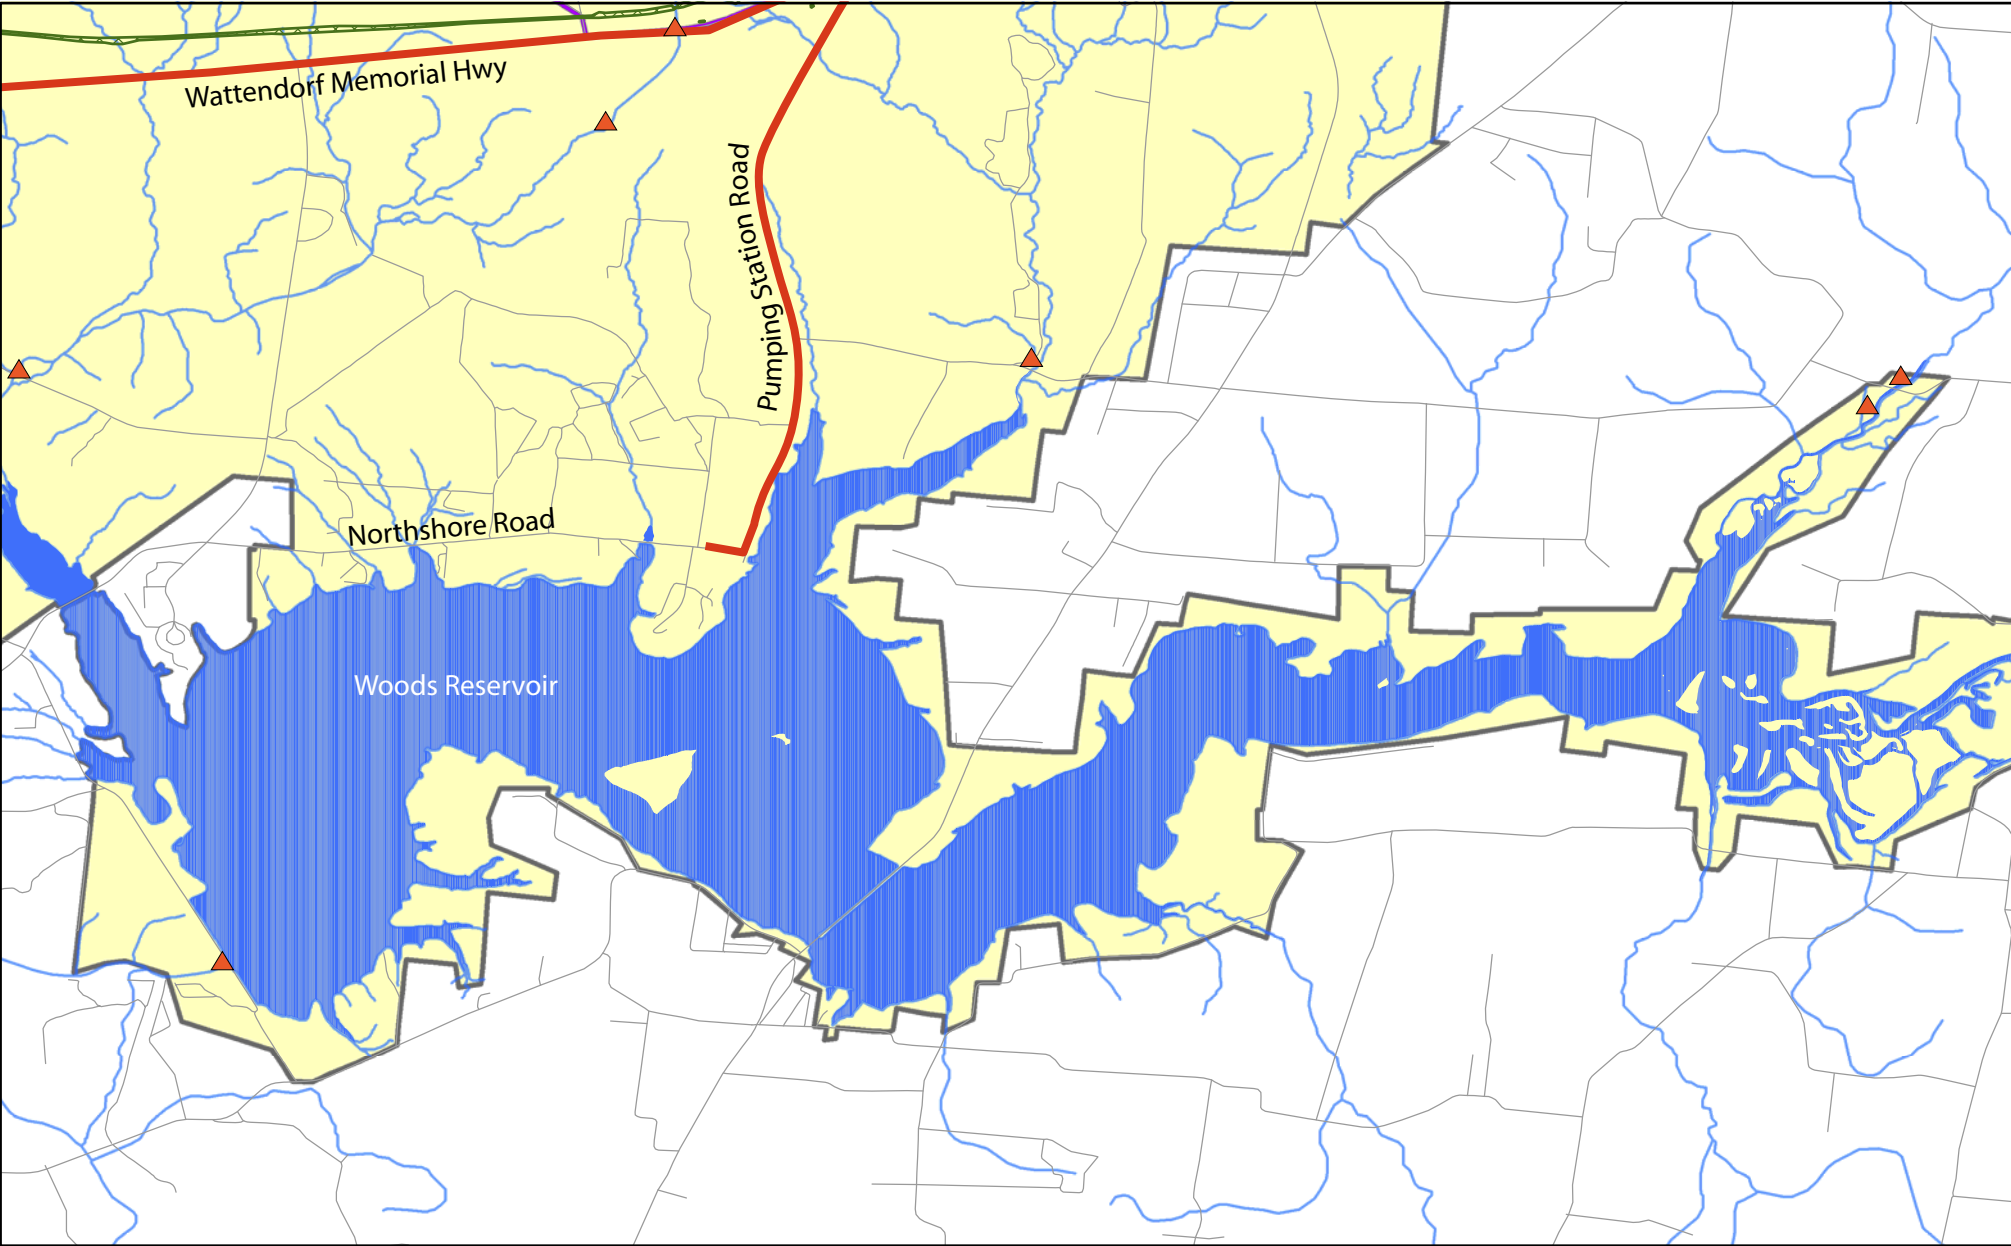 Wattendorf Memorial Hwy
Pumping Station Road
Northshore Road
Woods Reservoir